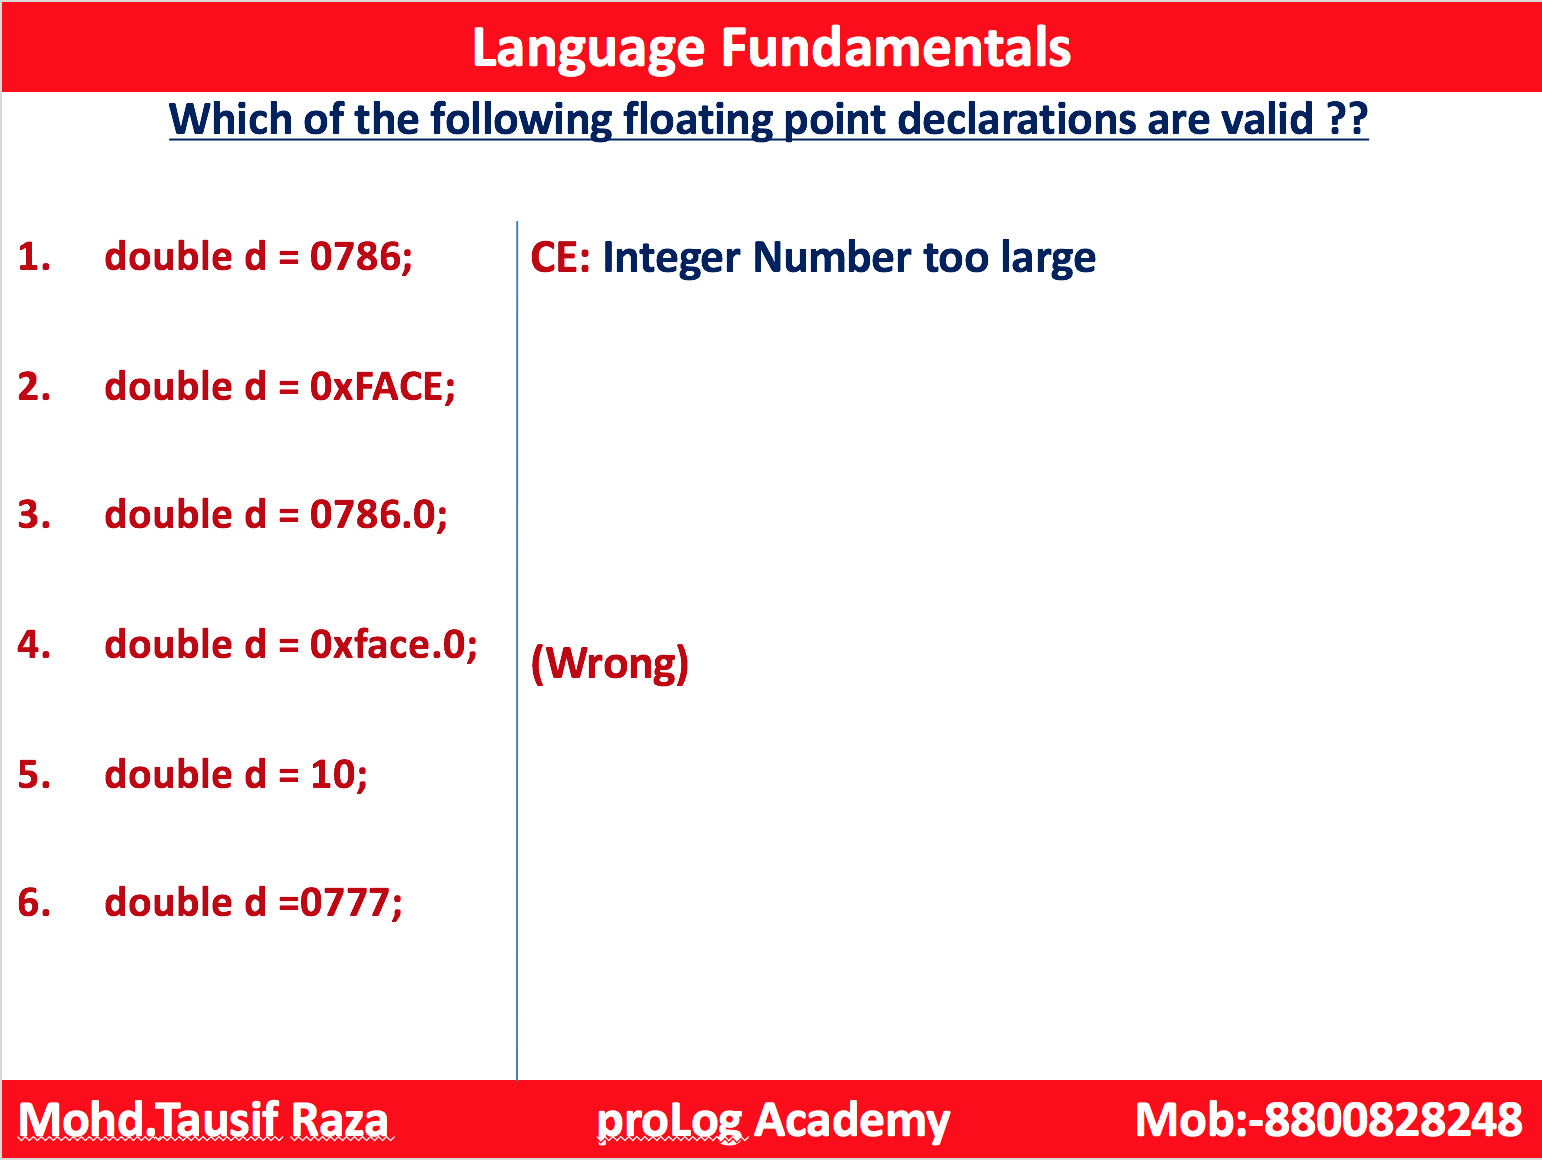 Language Fundamentals
Which of the following floating point declarations are valid ??
1. double d = 0786; CE: Integer Number too large
2. double d = 0xFACE;
3. double d = 0786.0;
4. double d = 0xface.0; (Wrong)
5. double d = 10;
6. double d =0777;
Mohd.Tausif Raza proLog Academy Mob:-8800828248